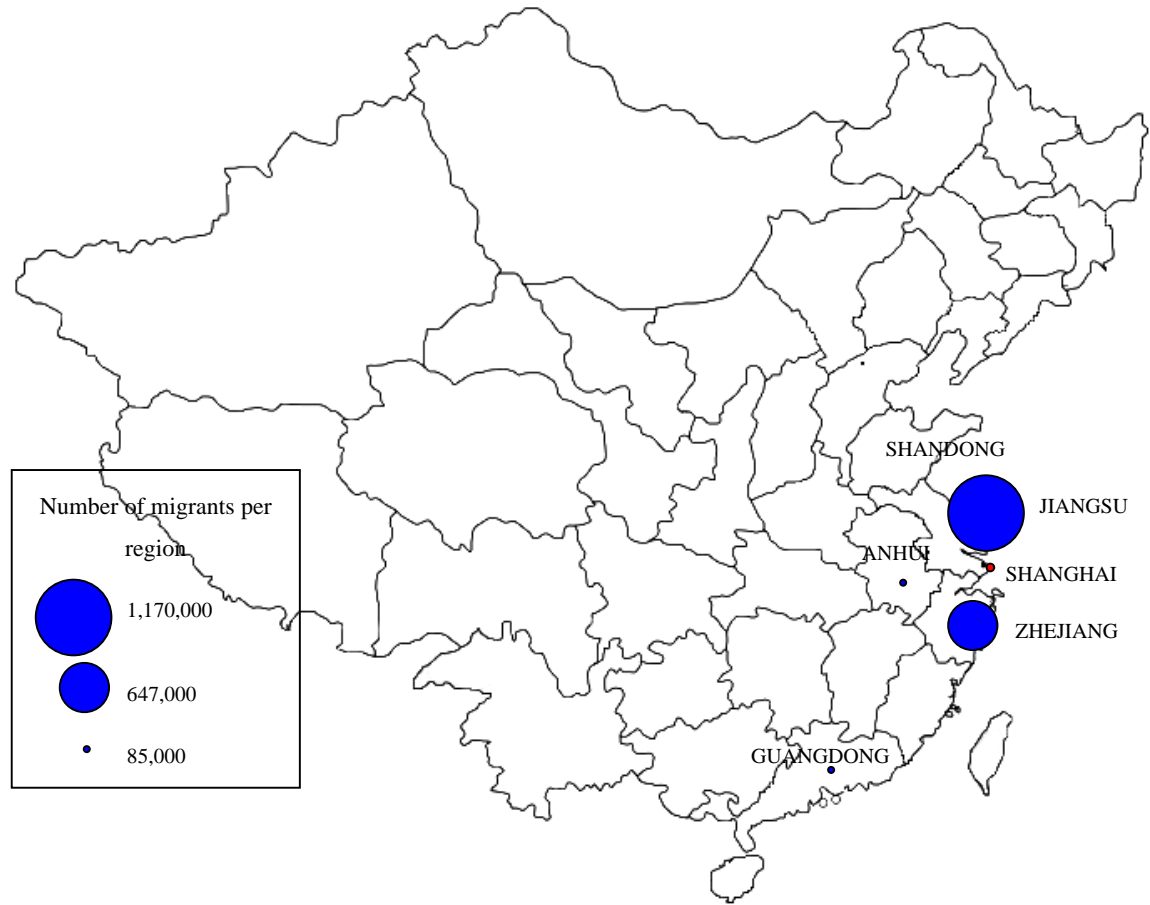 SHANDONG
JIANGSU
ANHUI
SHANGHAI
ZHEJIANG
GUANGDONG
Number of migrants per
region
1,170,000
647,000
85,000